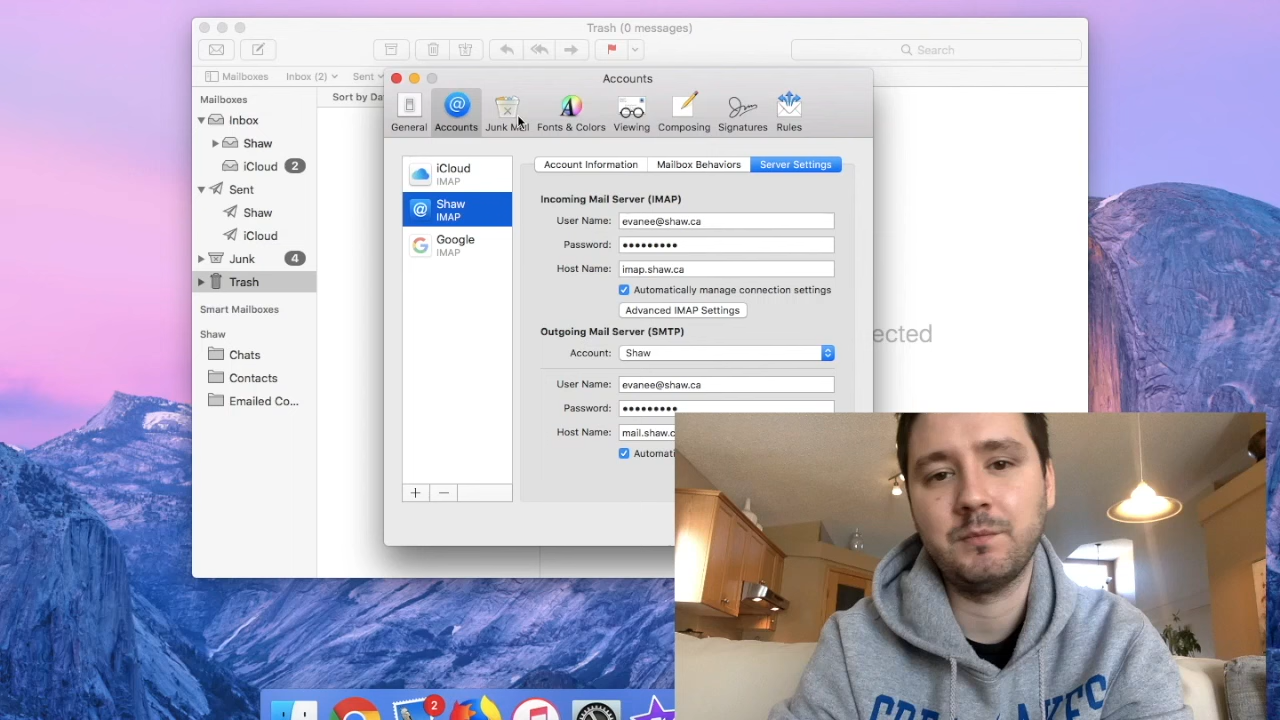 Trash (0 messages)
Search
Mailboxes Inbox (2) Sent
Accounts
Mailboxes
Sort by Da
General Accounts Junk Mail Fonts & Colors Viewing Composing Signatures Rules
Inbox
Shaw
iCloud 2
Sent
Shaw
iCloud
Junk 4
Trash
Smart Mailboxes
Shaw
Chats
Contacts
Emailed Co...
iCloud
IMAP
Shaw
IMAP
Google
IMAP
+ −
Account Information Mailbox Behaviors Server Settings
Incoming Mail Server (IMAP)
User Name: evanee@shaw.ca
Password: •••••••••
Host Name: imap.shaw.ca
Automatically manage connection settings
Advanced IMAP Settings
Outgoing Mail Server (SMTP)
Account: Shaw
User Name: evanee@shaw.ca
Password: •••••••••
Host Name: mail.shaw.c
Automati
ected
2